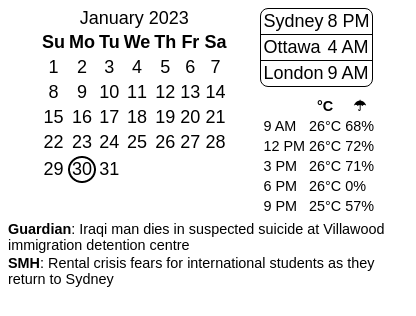 January 2023
Su Mo Tu We Th Fr Sa
1 2 3 4 5 6 7
8 9 10 11 12 13 14
15 16 17 18 19 20 21
22 23 24 25 26 27 28
29 30 31
Sydney 8 PM
Ottawa 4 AM
London 9 AM
°C ☂
9 AM 26°C 68%
12 PM 26°C 72%
3 PM 26°C 71%
6 PM 26°C 0%
9 PM 25°C 57%
Guardian: Iraqi man dies in suspected suicide at Villawood
immigration detention centre
SMH: Rental crisis fears for international students as they
return to Sydney